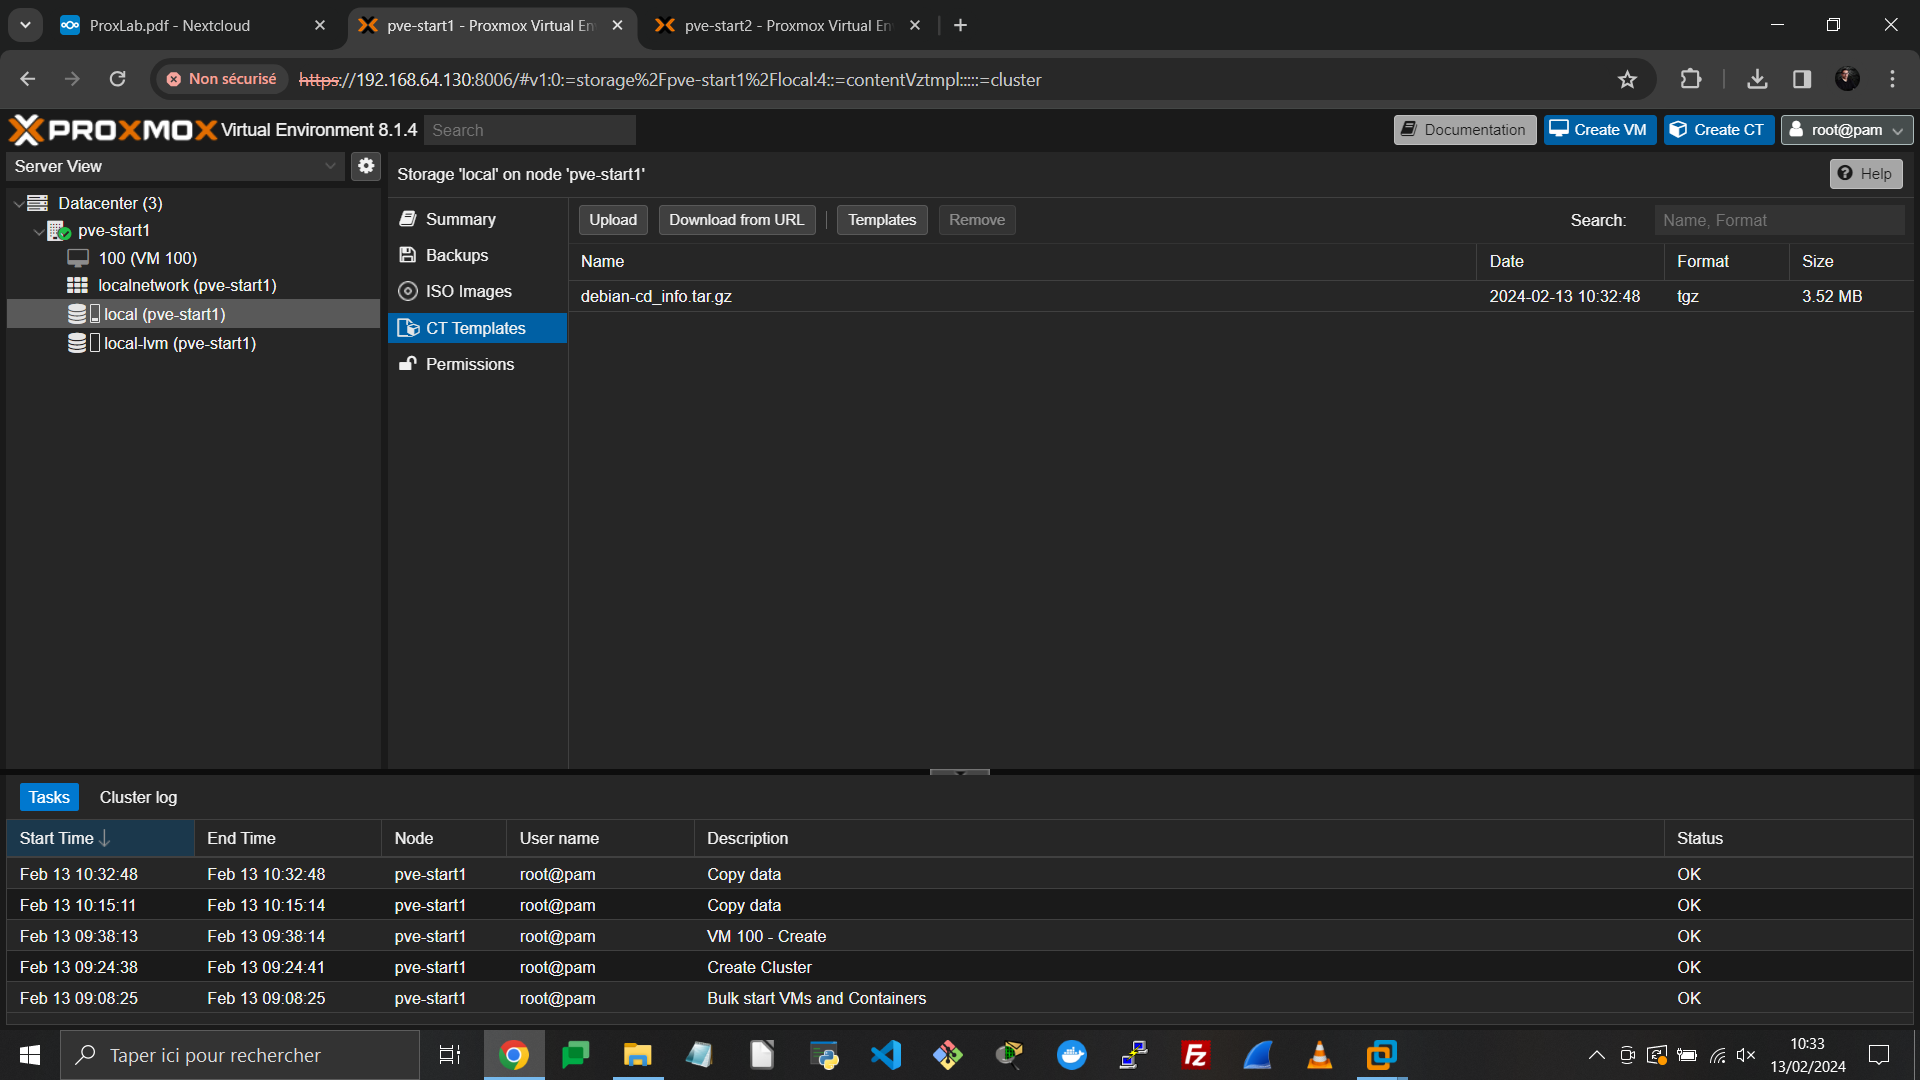 ProxLab.pdf - Nextcloud
pve-start1 - Proxmox Virtual En
pve-start2 - Proxmox Virtual En
Non sécurisé
https://192.168.64.130:8006/#v1:0:=storage%2Fpve-start1%2Flocal:4::=contentVztmpl:::::=cluster
PROXMOX Virtual Environment 8.1.4
Search
Documentation
Create VM
Create CT
root@pam
Server View
Storage 'local' on node 'pve-start1'
Help
Datacenter (3)
pve-start1
100 (VM 100)
localnetwork (pve-start1)
local (pve-start1)
local-lvm (pve-start1)
Summary
Backups
ISO Images
CT Templates
Permissions
Upload
Download from URL
Templates
Remove
Search:
Name, Format
Name Date Format Size
debian-cd_info.tar.gz 2024-02-13 10:32:48 tgz 3.52 MB
Tasks
Cluster log
Start Time End Time Node User name Description Status
Feb 13 10:32:48 Feb 13 10:32:48 pve-start1 root@pam Copy data OK
Feb 13 10:15:11 Feb 13 10:15:14 pve-start1 root@pam Copy data OK
Feb 13 09:38:13 Feb 13 09:38:14 pve-start1 root@pam VM 100 - Create OK
Feb 13 09:24:38 Feb 13 09:24:41 pve-start1 root@pam Create Cluster OK
Feb 13 09:08:25 Feb 13 09:08:25 pve-start1 root@pam Bulk start VMs and Containers OK
Taper ici pour rechercher
Fz
10:33
13/02/2024